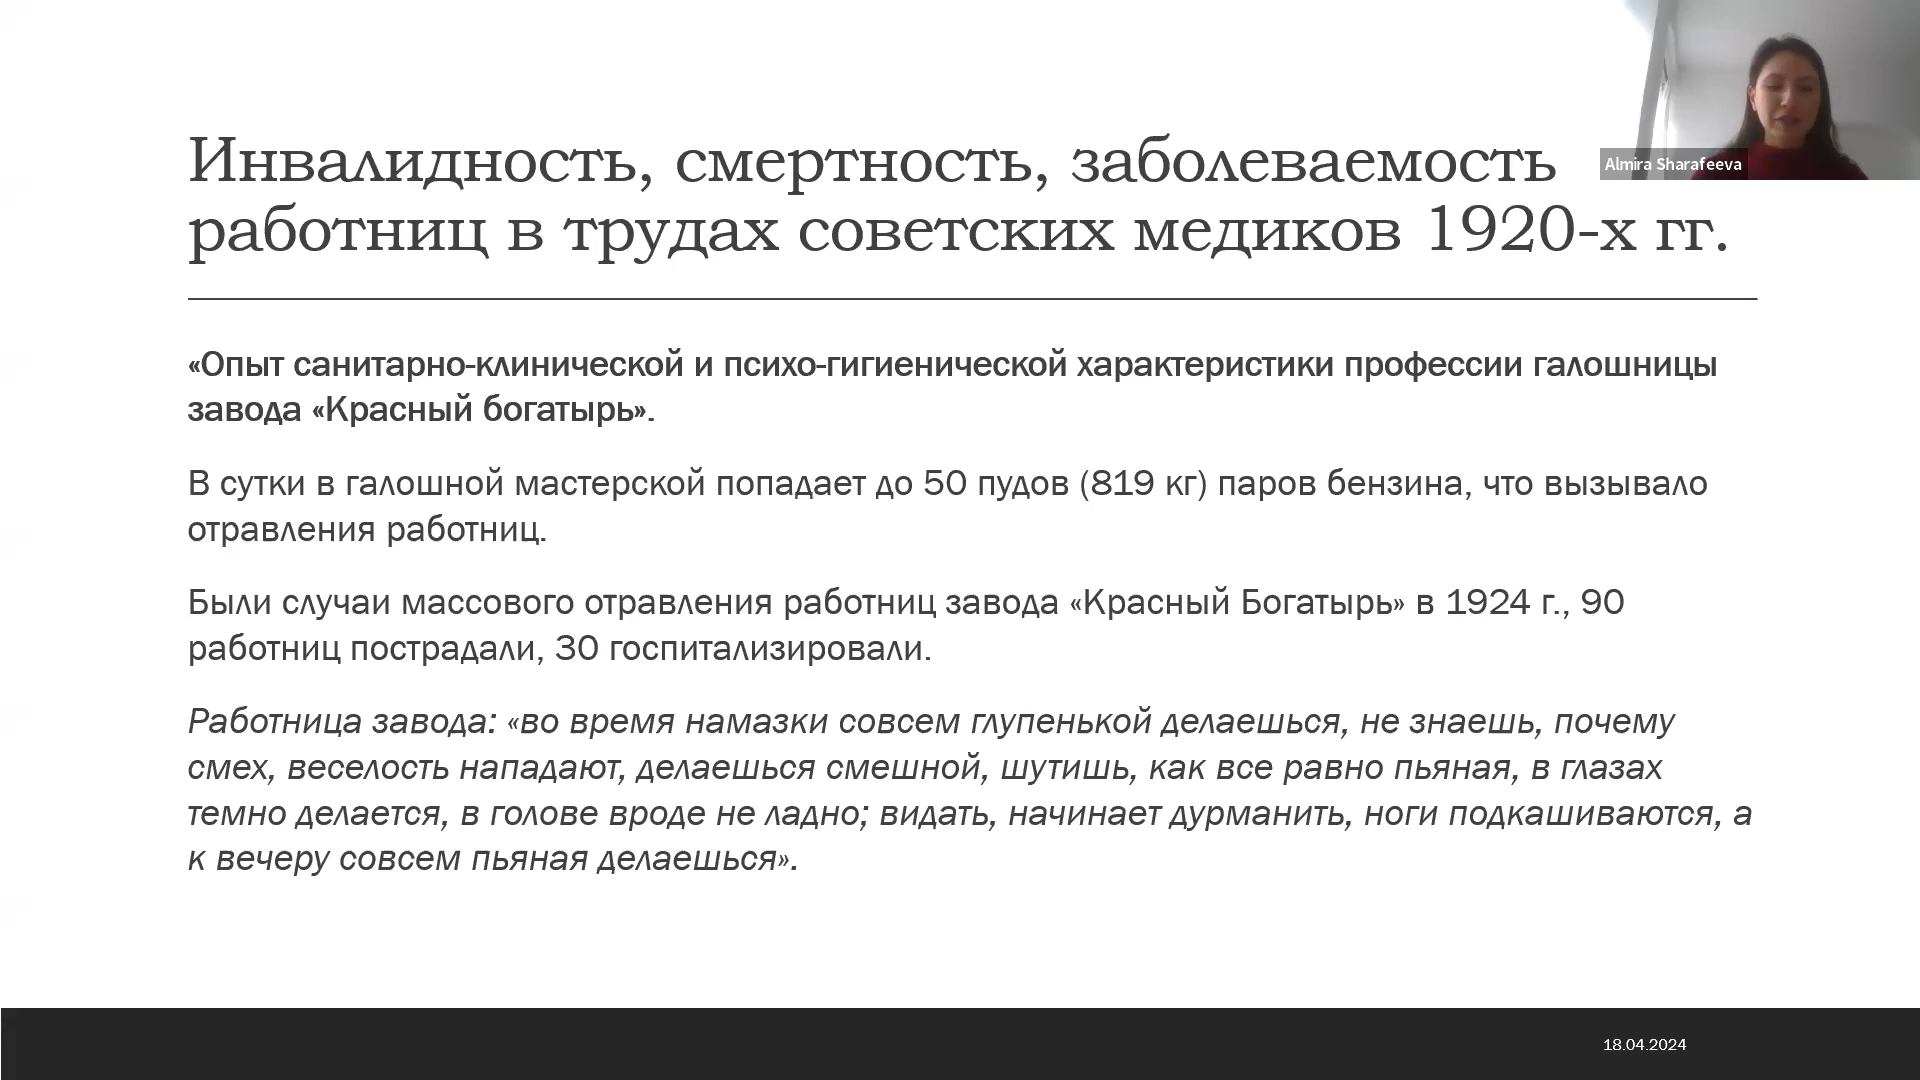 Almira Sharafeeva
Инвалидность, смертность, заболеваемость
работниц в трудах советских медиков 1920-х гг.
«Опыт санитарно-клинической и психо-гигиенической характеристики профессии галошницы
завода «Красный богатырь».
В сутки в галошной мастерской попадает до 50 пудов (819 кг) паров бензина, что вызывало
отравления работниц.
Были случаи массового отравления работниц завода «Красный Богатырь» в 1924 г., 90
работниц пострадали, 30 госпитализировали.
Работница завода: «во время намазки совсем глупенькой делаешься, не знаешь, почему
смех, веселость нападают, делаешься смешной, шутишь, как все равно пьяная, в глазах
темно делается, в голове вроде не ладно; видать, начинает дурманить, ноги подкашиваются, а
к вечеру совсем пьяная делаешься».
18.04.2024